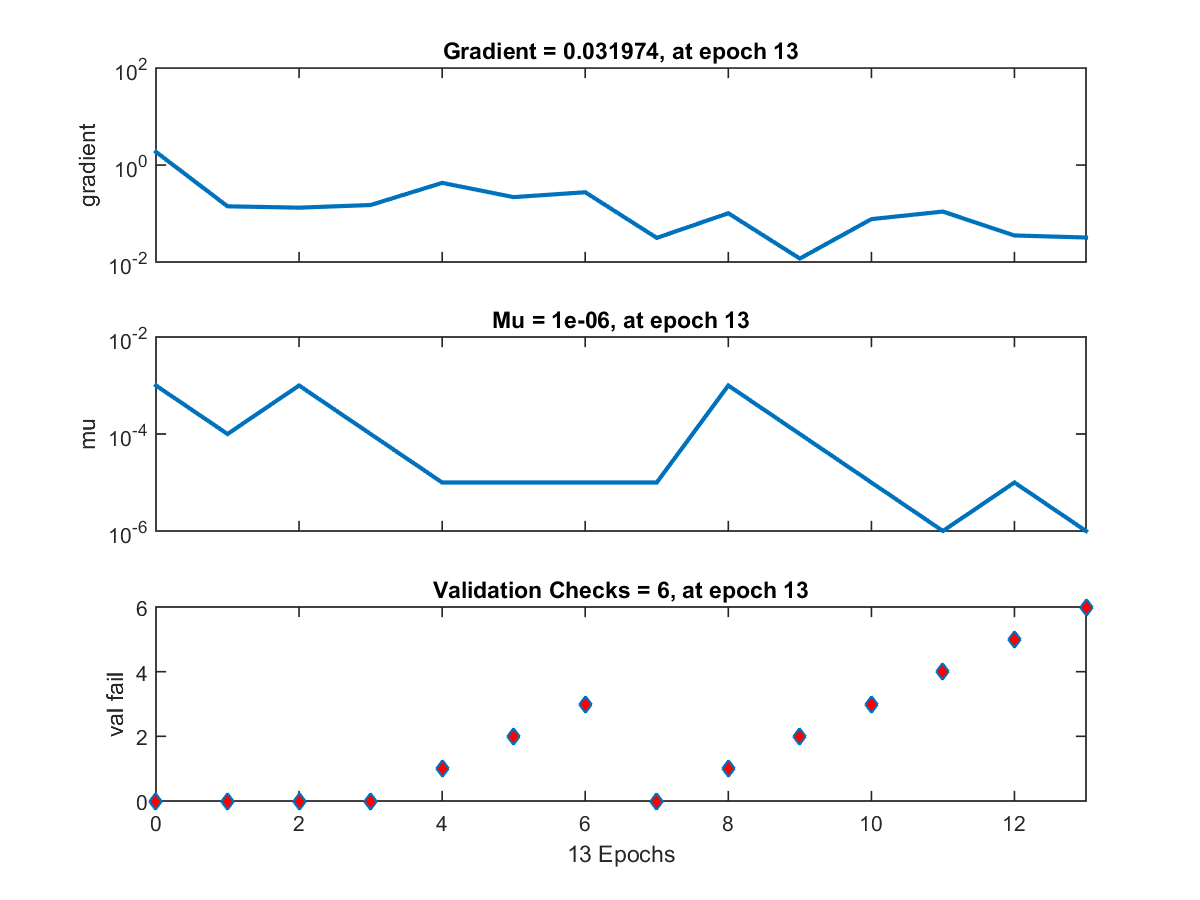 Gradient = 0.031974, at epoch 13
10^2
10^0
10^-2
gradient
Mu = 1e-06, at epoch 13
10^-2
10^-4
10^-6
mu
Validation Checks = 6, at epoch 13
6
4
2
0
val fail
0 2 4 6 8 10 12
13 Epochs